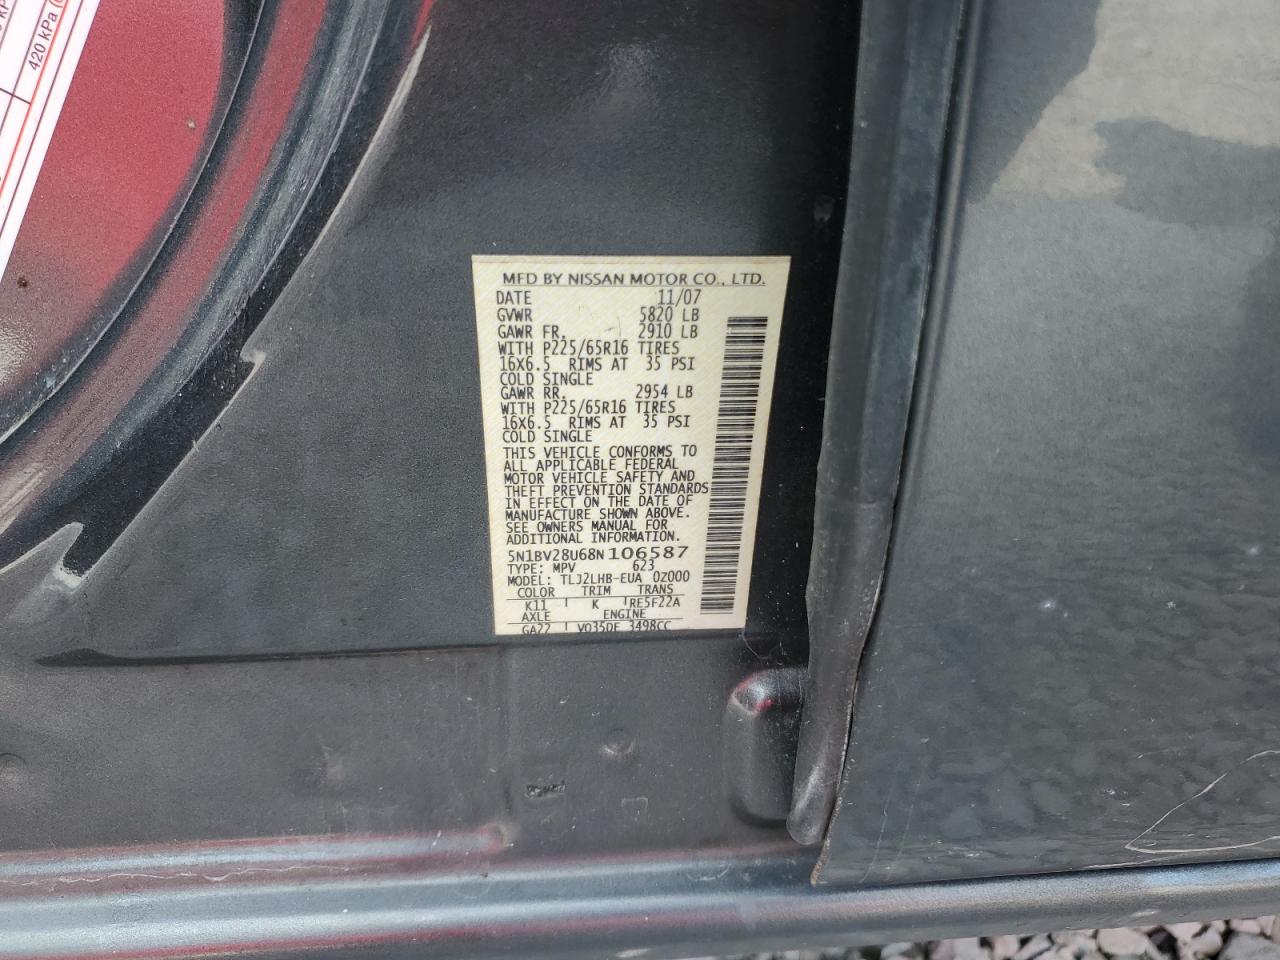 420 kPa
MFD BY NISSAN MOTOR CO., LTD.
DATE 11/07
GVWR 5820 LB
GAWR FR. 2910 LB
WITH P225/65R16 TIRES
16X6.5 RIMS AT 35 PSI
COLD SINGLE
GAWR RR. 2954 LB
WITH P225/65R16 TIRES
16X6.5 RIMS AT 35 PSI
COLD SINGLE
THIS VEHICLE CONFORMS TO
ALL APPLICABLE FEDERAL
MOTOR VEHICLE SAFETY AND
THEFT PREVENTION STANDARDS
IN EFFECT ON THE DATE OF
MANUFACTURE SHOWN ABOVE.
SEE OWNERS MANUAL FOR
ADDITIONAL INFORMATION.
5N1BV28U68N106587
TYPE: MPV 623
MODEL: TLJ2LHB-EUA 0Z000
COLOR TRIM TRANS
K11 K RE5F22A
AXLE ENGINE
GA22 VQ35DE 3498CC